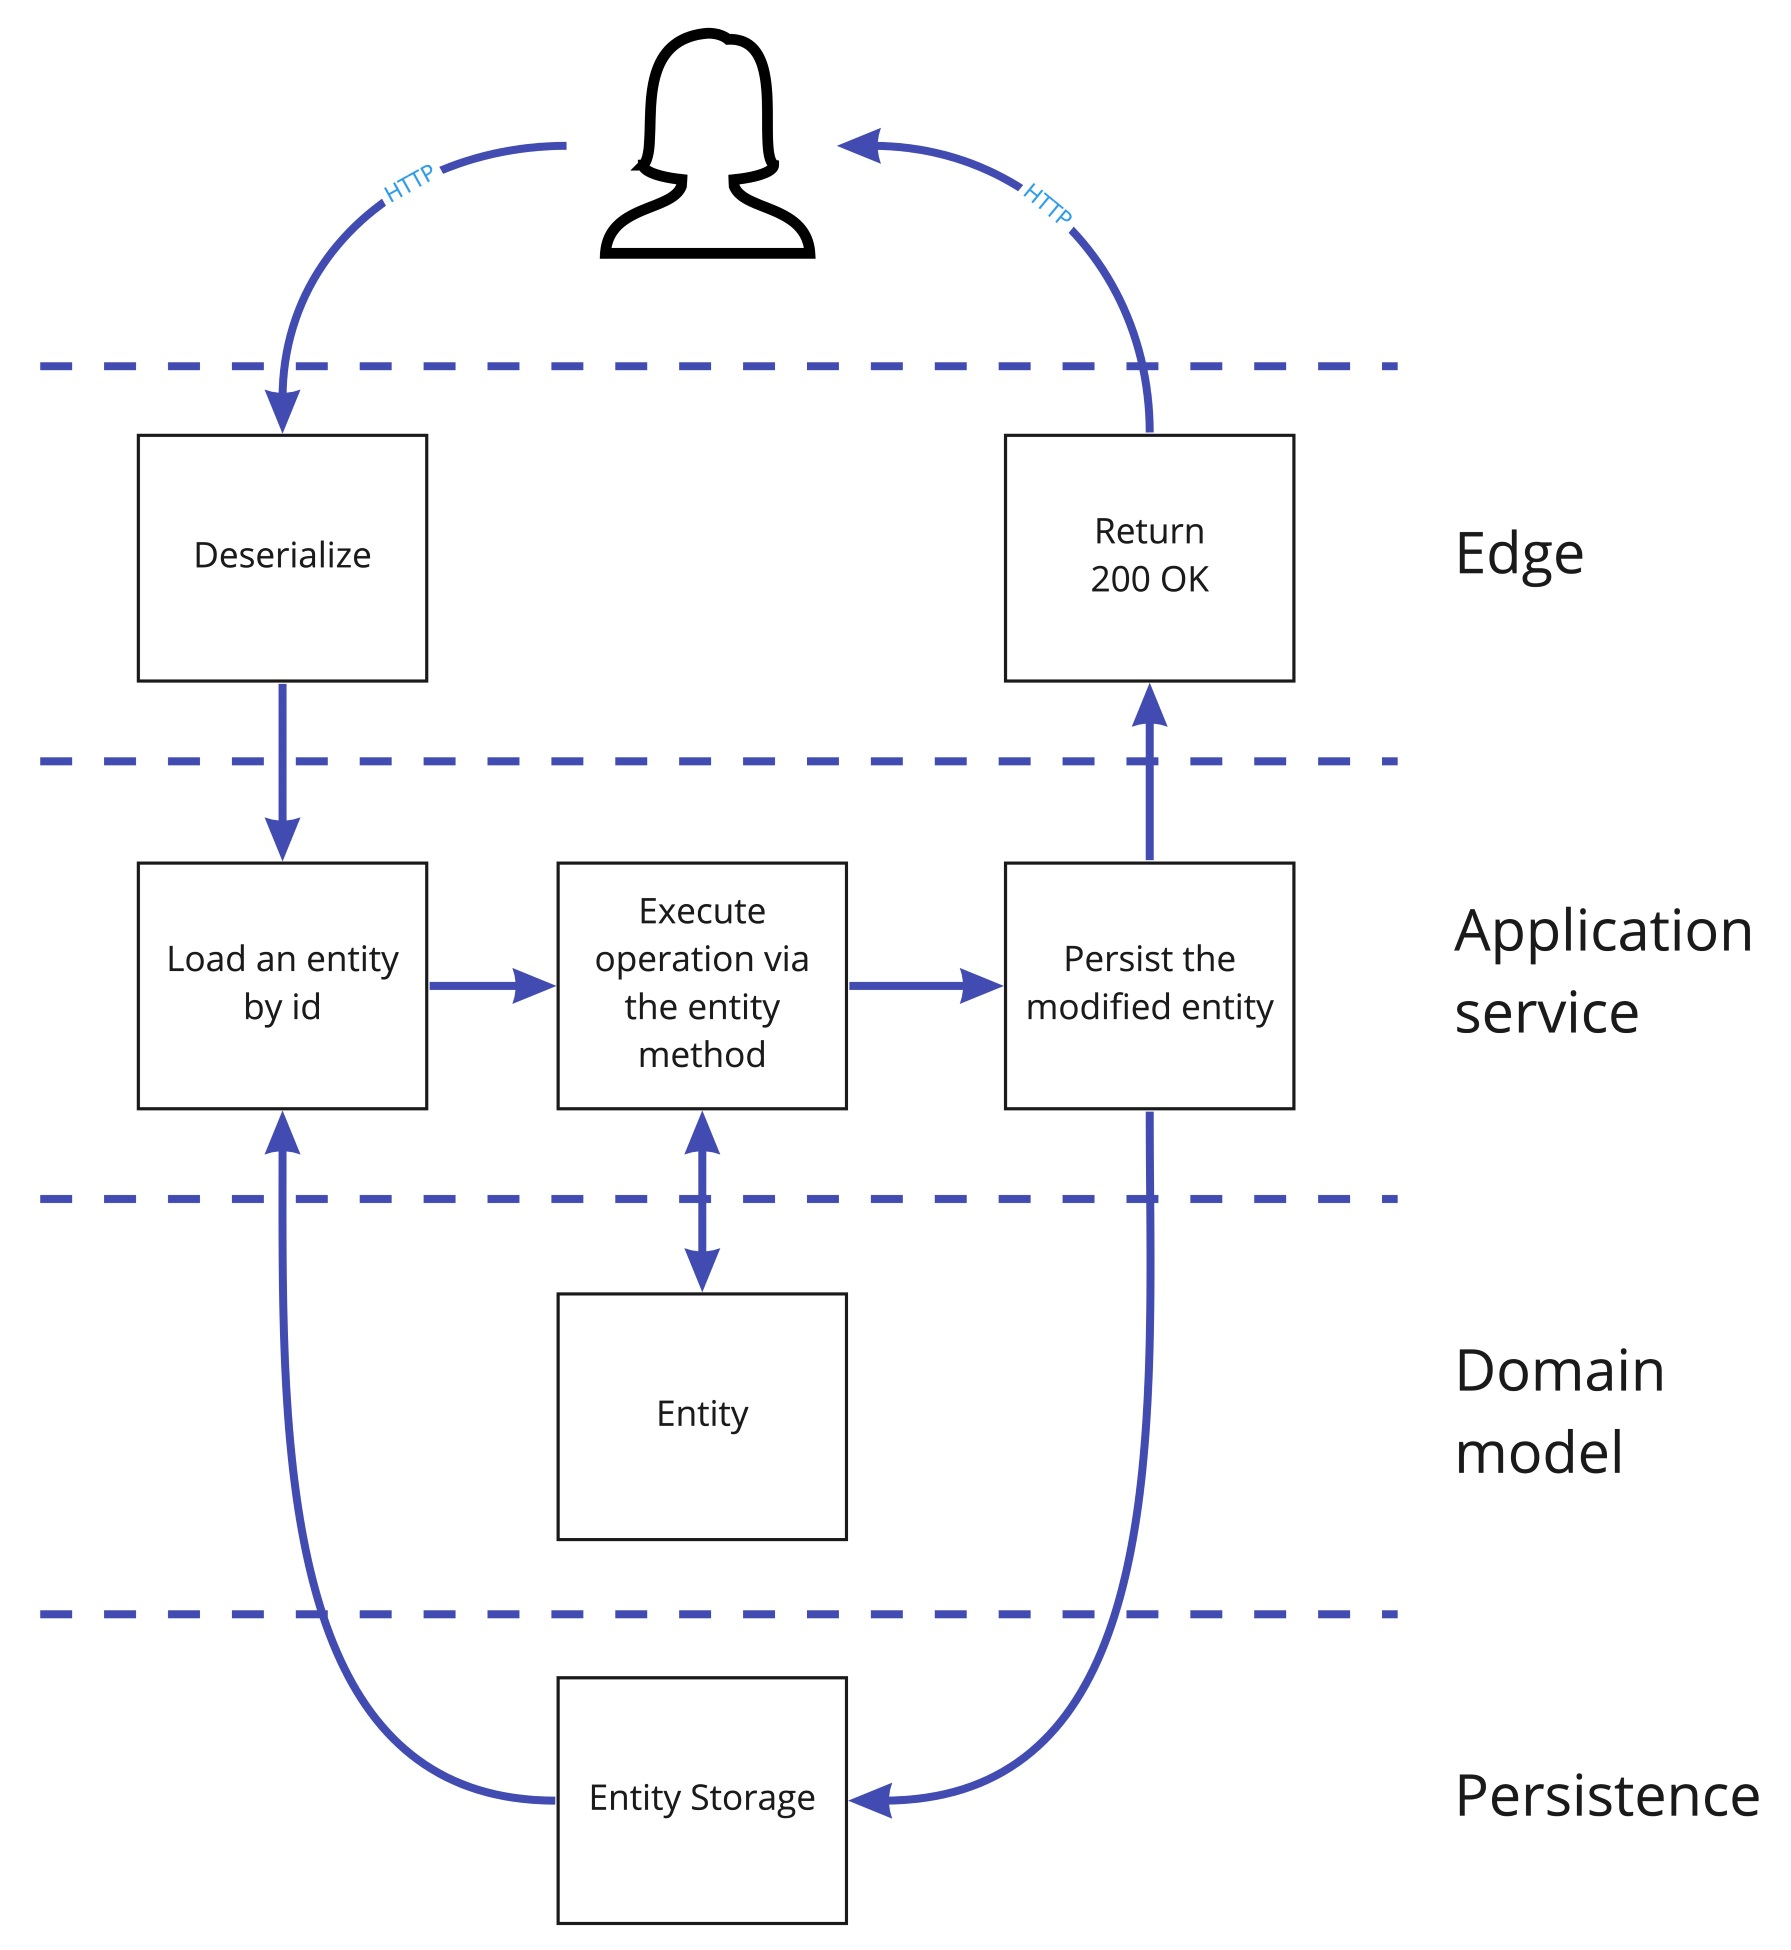 HTTP
HTTP
Deserialize
Return
200 OK
Edge
Load an entity
by id
Execute
operation via
the entity
method
Persist the
modified entity
Application
service
Entity
Domain
model
Entity Storage
Persistence